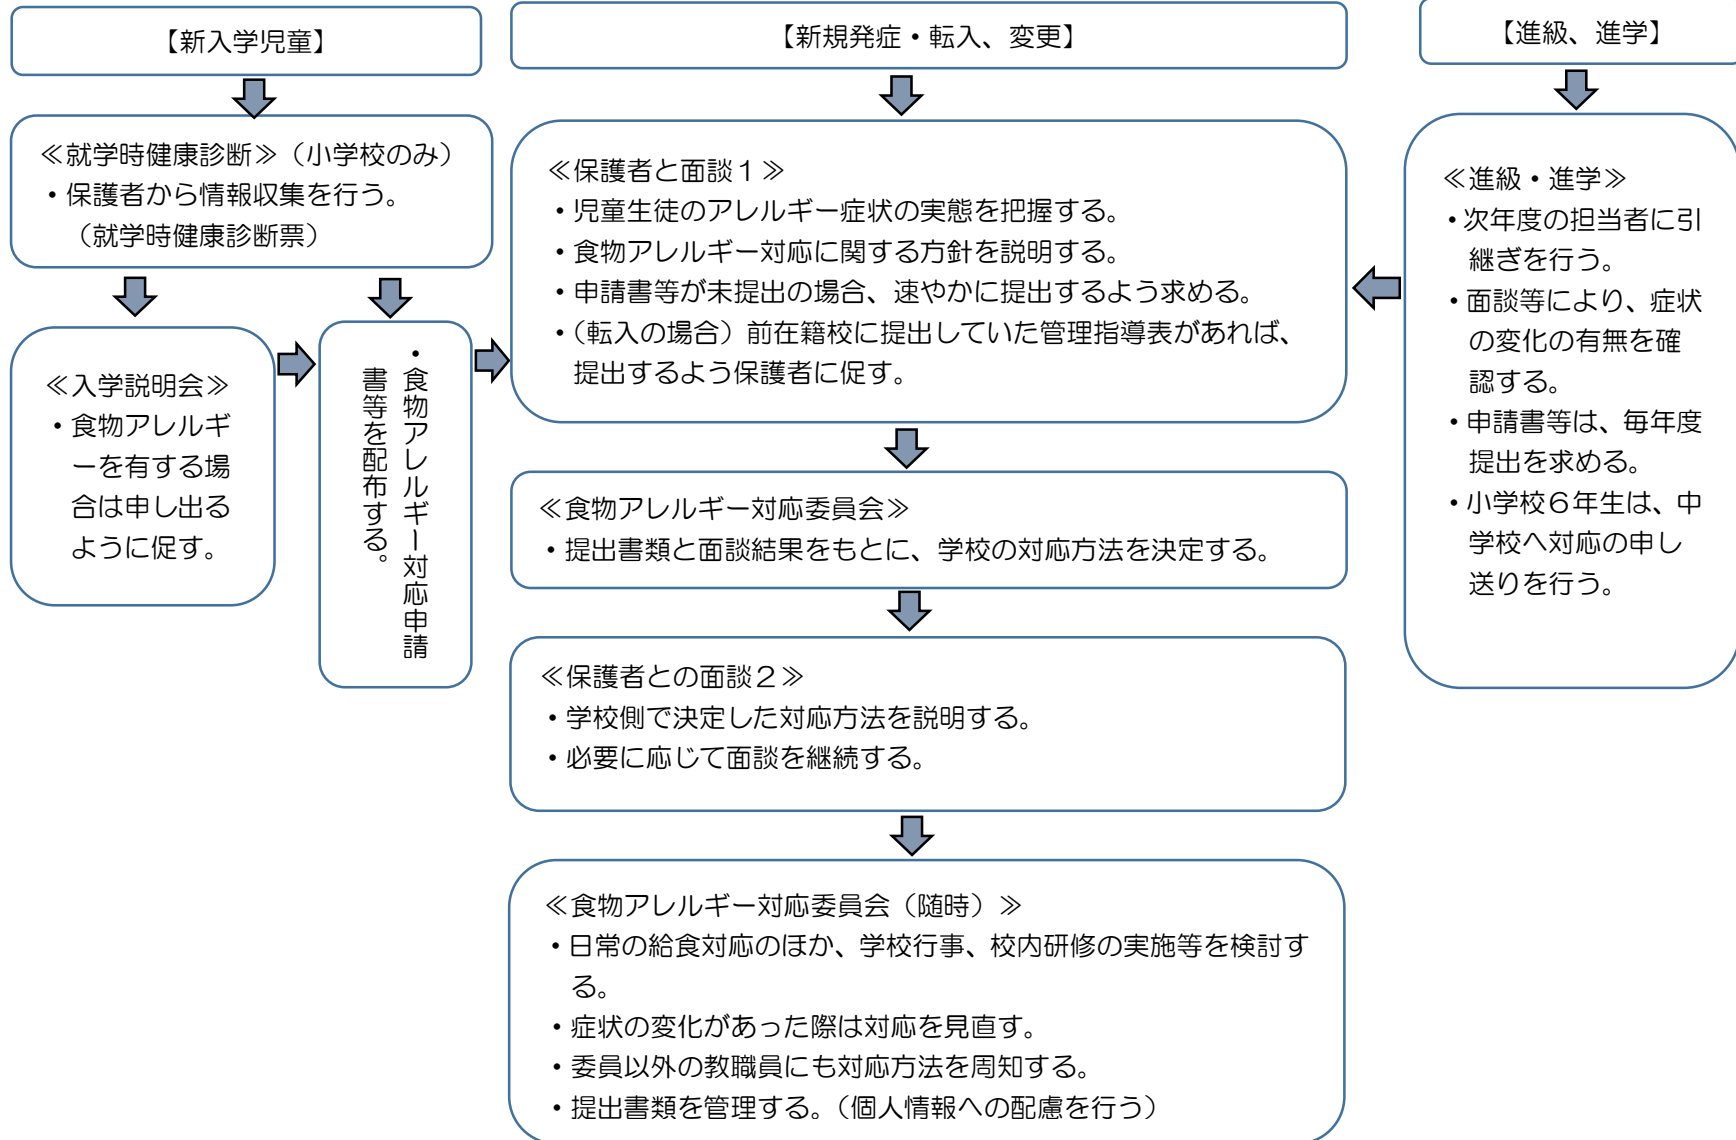 【新入学児童】
≪就学時健康診断≫（小学校のみ）
・保護者から情報収集を行う。
（就学時健康診断票）
≪入学説明会≫
・食物アレルギ
ーを有する場
合は申し出る
ように促す。
・食物アレルギー対応申請
書等を配布する。
【新規発症・転入、変更】
≪保護者と面談１≫
・児童生徒のアレルギー症状の実態を把握する。
・食物アレルギー対応に関する方針を説明する。
・申請書等が未提出の場合、速やかに提出するよう求める。
・（転入の場合）前在籍校に提出していた管理指導表があれば、
提出するよう保護者に促す。
≪食物アレルギー対応委員会≫
・提出書類と面談結果をもとに、学校の対応方法を決定する。
≪保護者との面談２≫
・学校側で決定した対応方法を説明する。
・必要に応じて面談を継続する。
≪食物アレルギー対応委員会（随時）≫
・日常の給食対応のほか、学校行事、校内研修の実施等を検討す
る。
・症状の変化があった際は対応を見直す。
・委員以外の教職員にも対応方法を周知する。
・提出書類を管理する。（個人情報への配慮を行う）
【進級、進学】
≪進級・進学≫
・次年度の担当者に引
継ぎを行う。
・面談等により、症状
の変化の有無を確
認する。
・申請書等は、毎年度
提出を求める。
・小学校６年生は、中
学校へ対応の申し
送りを行う。